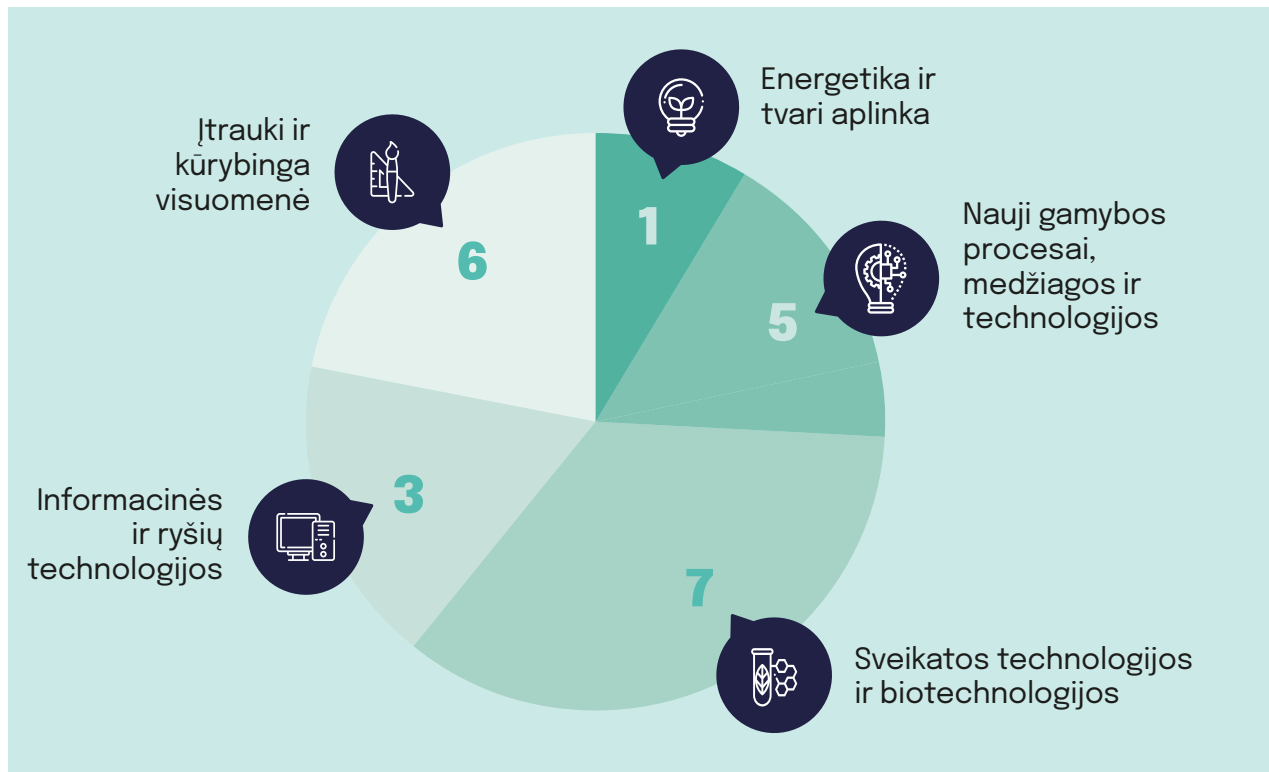 Energetika ir
tvari aplinka
1
Nauji gamybos
procesai,
medžiagos ir
technologijos
5
Sveikatos technologijos
ir biotechnologijos
7
Informacinės
ir ryšių
technologijos
3
Įtrauki ir
kūrybinga
visuomenė
6